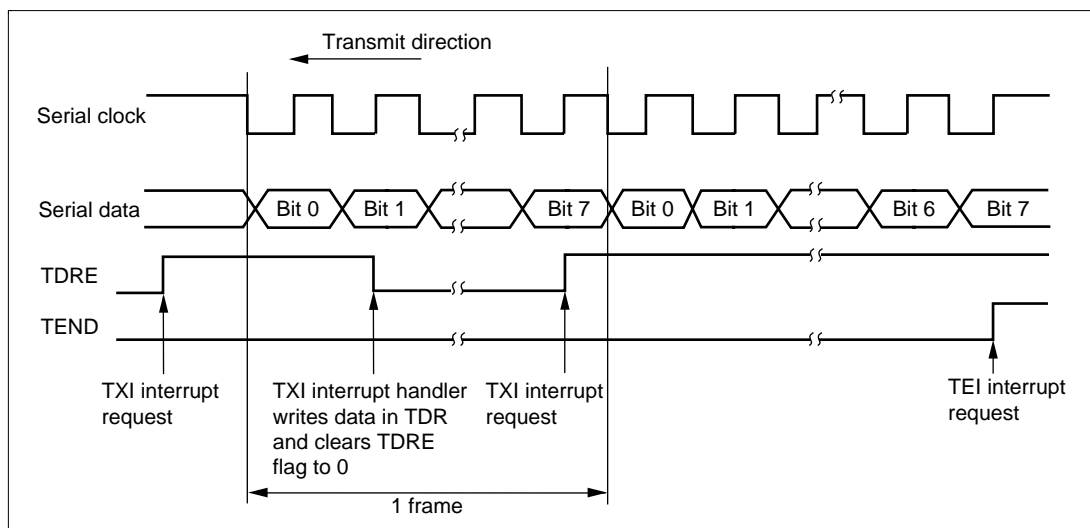 Transmit direction
Serial clock
Serial data
Bit 0
Bit 1
Bit 7
Bit 0
Bit 1
Bit 6
Bit 7
TDRE
TEND
TXI interrupt
request
TXI interrupt handler
writes data in TDR
and clears TDRE
flag to 0
TXI interrupt
request
TEI interrupt
request
1 frame